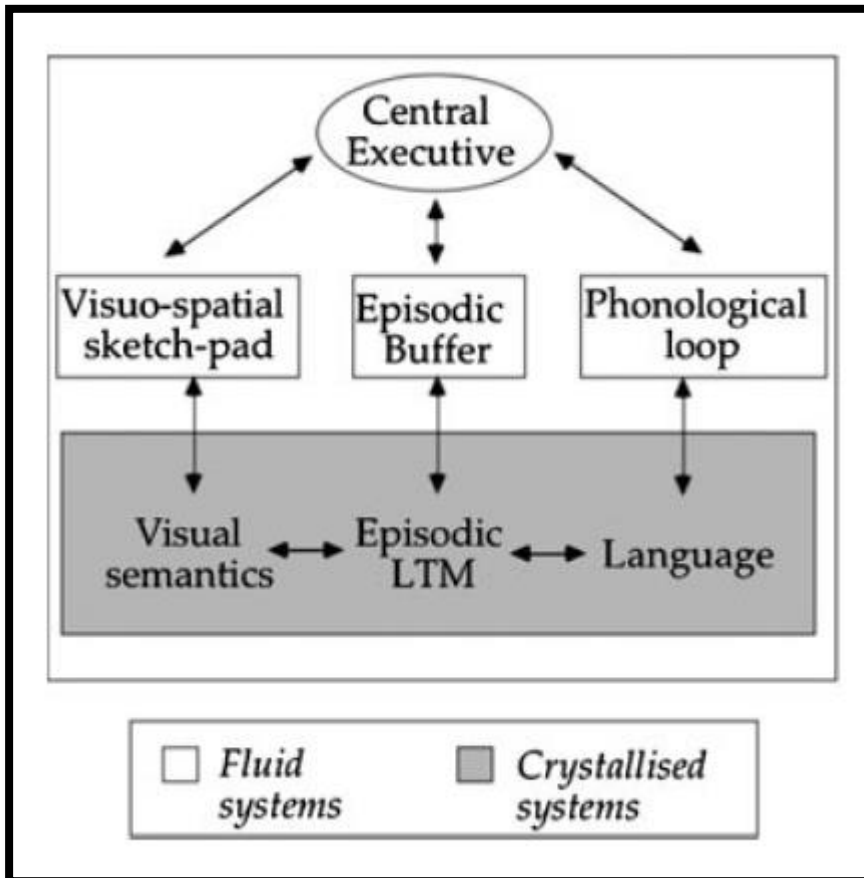 Central
Executive
Visuo-spatial
sketch-pad
Episodic
Buffer
Phonological
loop
Visual
semantics
Episodic
LTM
Language
Fluid
systems
Crystallised
systems